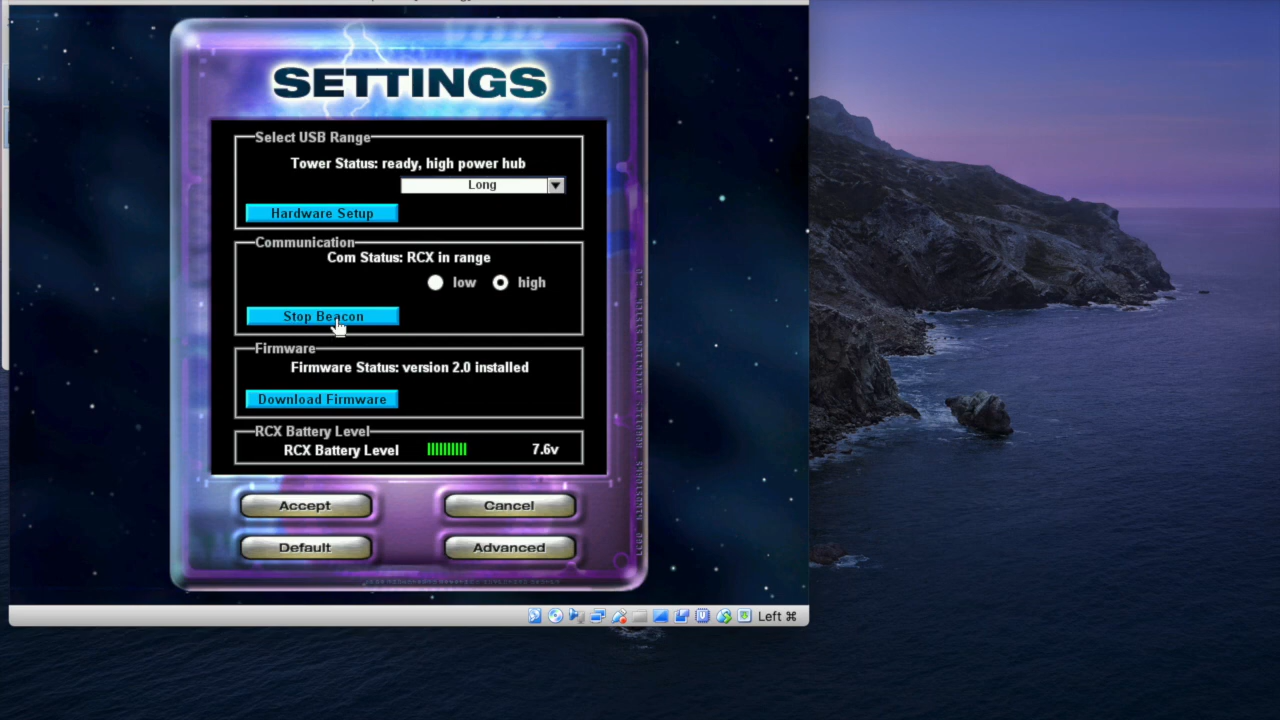 SETTINGS
Select USB Range
Tower Status: ready, high power hub
Long
Hardware Setup
Communication
Com Status: RCX in range
low high
Stop Beacon
Firmware
Firmware Status: version 2.0 installed
Download Firmware
RCX Battery Level
RCX Battery Level 7.6v
Accept Cancel
Default Advanced
Left ⌘